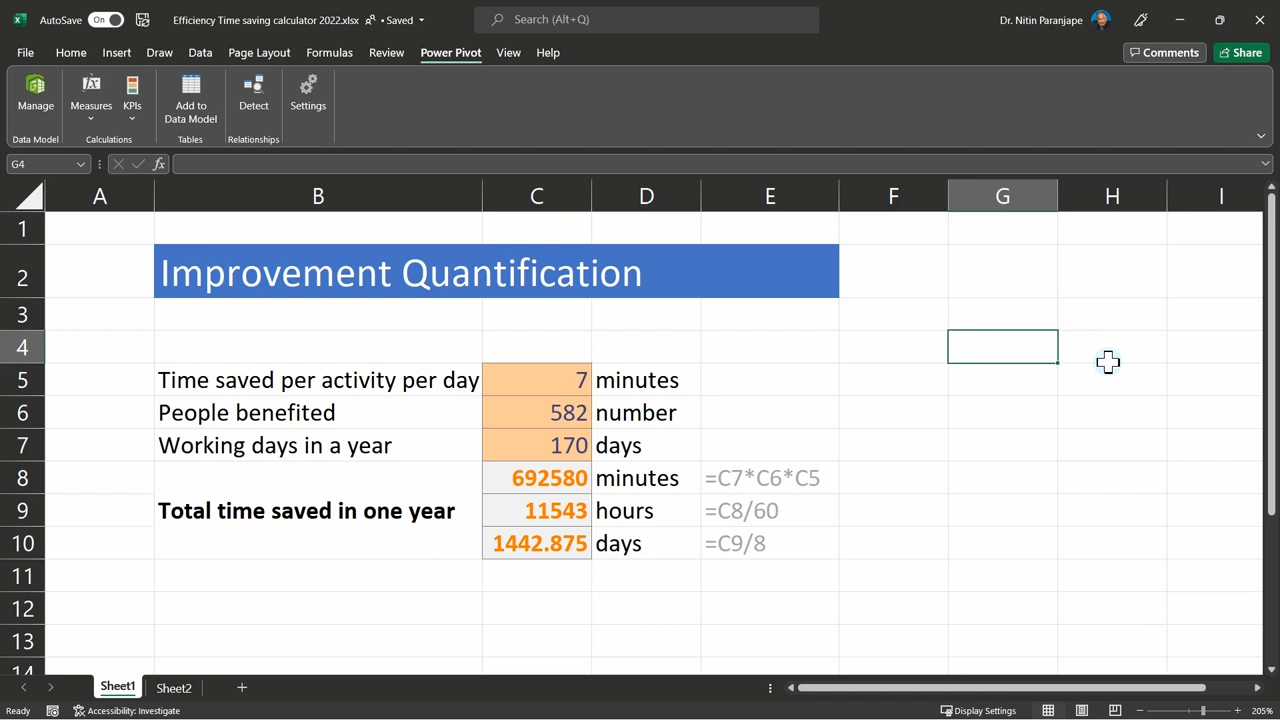 AutoSave On Efficiency Time saving calculator 2022.xlsx • Saved Search (Alt+Q) Dr. Nitin Paranjape
File Home Insert Draw Data Page Layout Formulas Review Power Pivot View Help Comments Share
Manage Measures KPIs Add to Data Model Detect Settings
Data Model Calculations Tables Relationships
G4 fx
A B C D E F G H I
1
2 Improvement Quantification
3
4
5 Time saved per activity per day 7 minutes
6 People benefited 582 number
7 Working days in a year 170 days
8 692580 minutes =C7*C6*C5
9 Total time saved in one year 11543 hours =C8/60
10 1442.875 days =C9/8
11
12
13
14
Sheet1 Sheet2
Ready Accessibility: Investigate Display Settings 205%